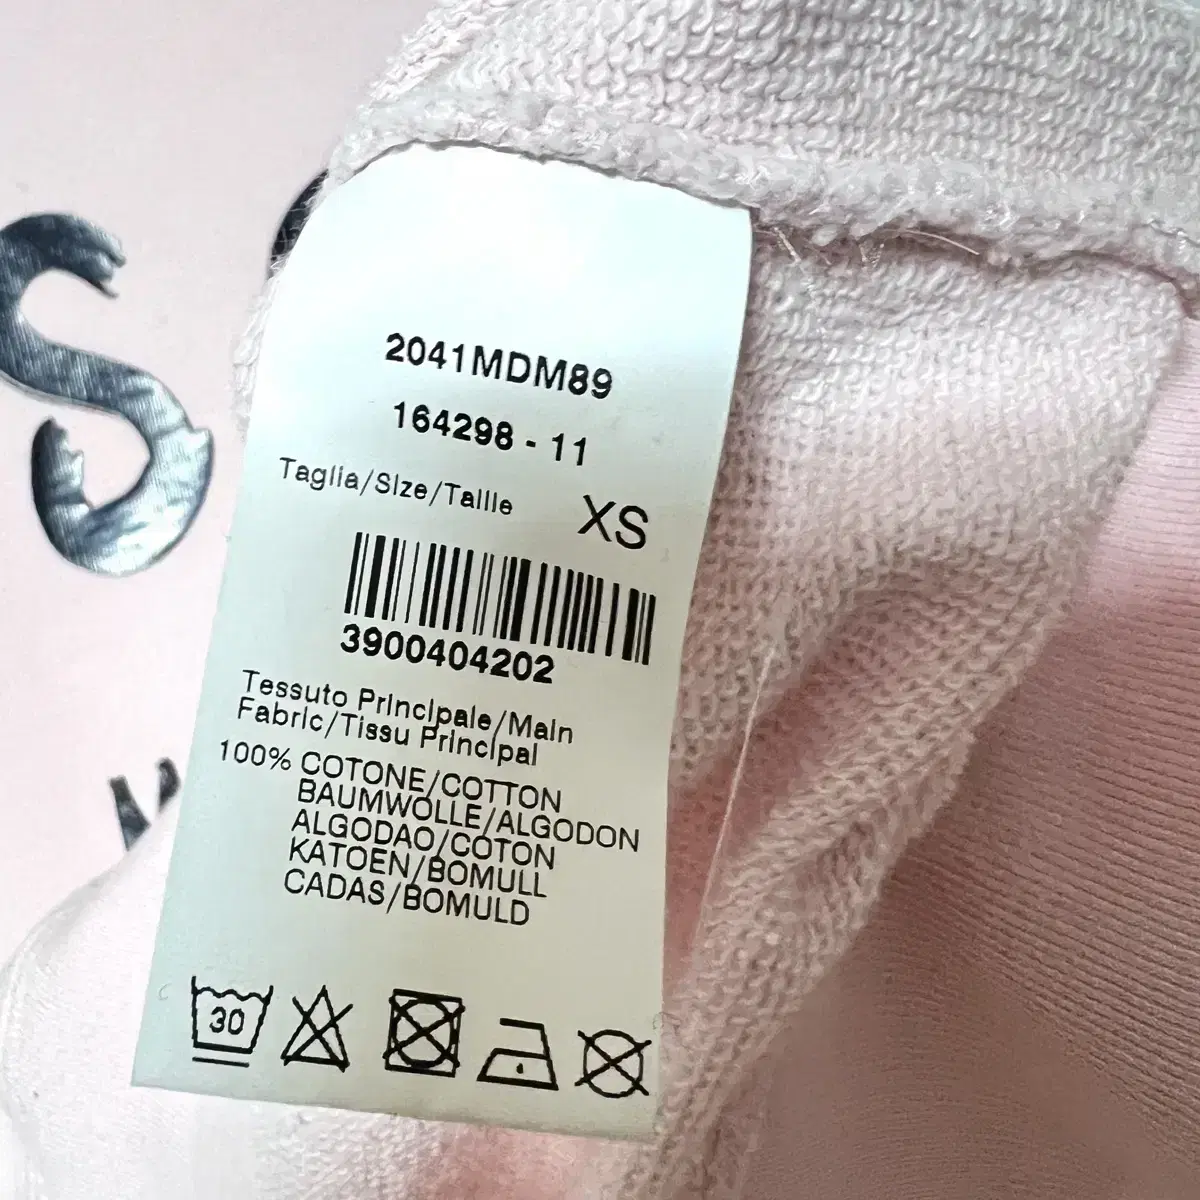 2041MDM89
164298 - 11
Taglia/Size/Taille XS
3900404202
Tessuto Principale/Main
Fabric/Tissu Principal
100% COTONE/COTTON
BAUMWOLLE/ALGODON
ALGODAO/COTON
KATOEN/BOMULL
CADAS/BOMULD
30
S